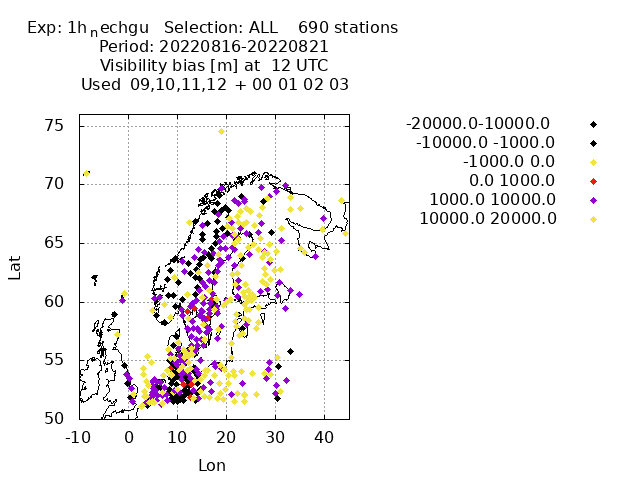 Exp: 1h n echgu Selection: ALL 690 stations
Period: 20220816-20220821
Visibility bias [m] at 12 UTC
Used 09,10,11,12 + 00 01 02 03
-20000.0-10000.0
-10000.0 -1000.0
-1000.0 0.0
0.0 1000.0
1000.0 10000.0
10000.0 20000.0
75
70
65
60
55
50
Lat
-10 0 10 20 30 40
Lon